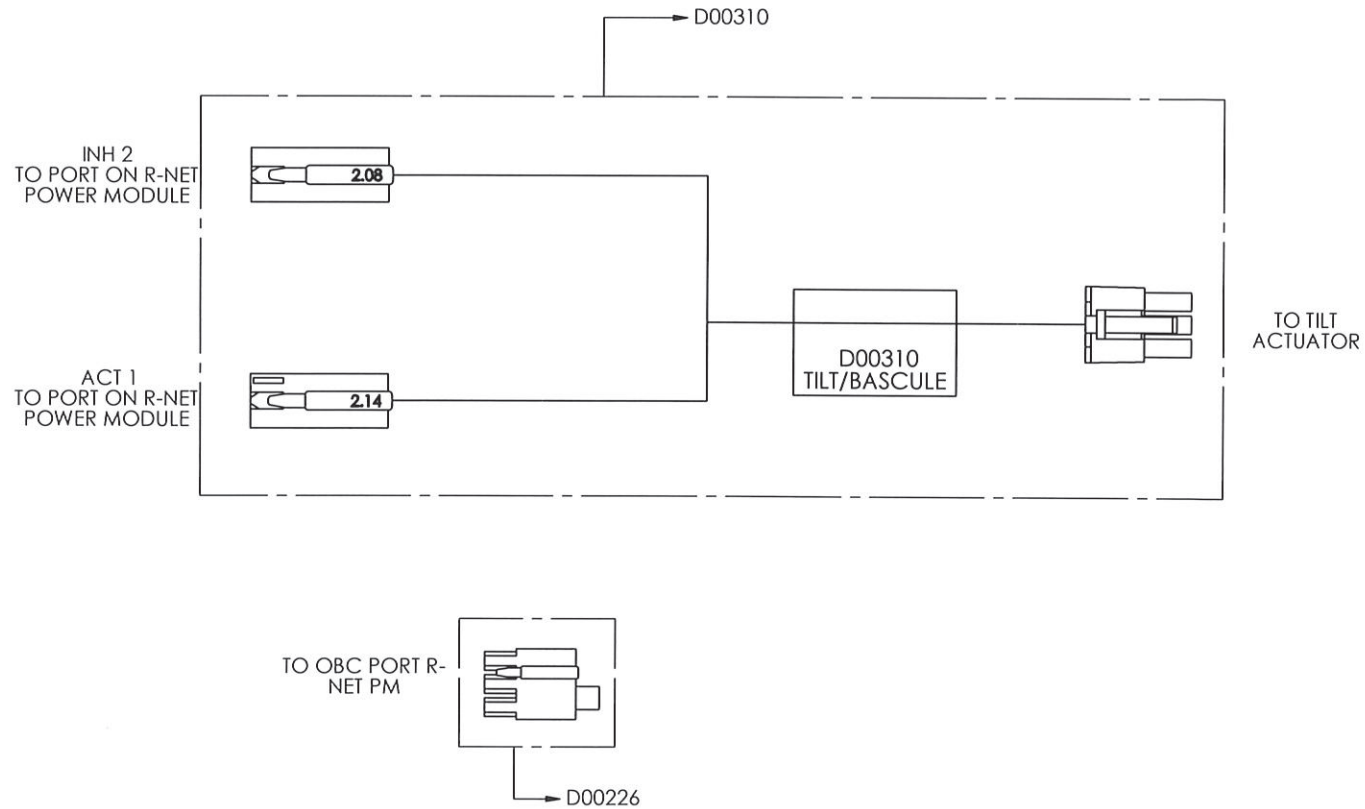 D00310
INH 2
TO PORT ON R-NET
POWER MODULE
2.08
D00310
TILT/BASCULE
TO TILT
ACTUATOR
ACT 1
TO PORT ON R-NET
POWER MODULE
2.14
TO OBC PORT R-
NET PM
D00226